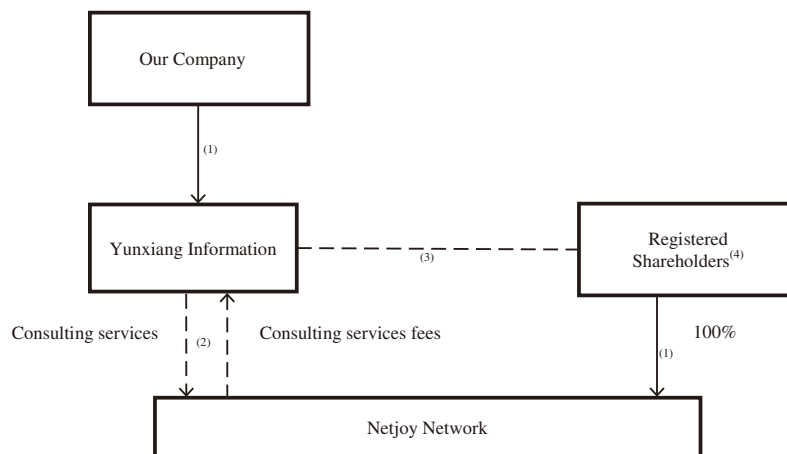 Our Company
(1)
Yunxiang Information
(3)
Registered
Shareholders(4)
Consulting services
(2)
Consulting services fees
(1)
100%
Netjoy Network